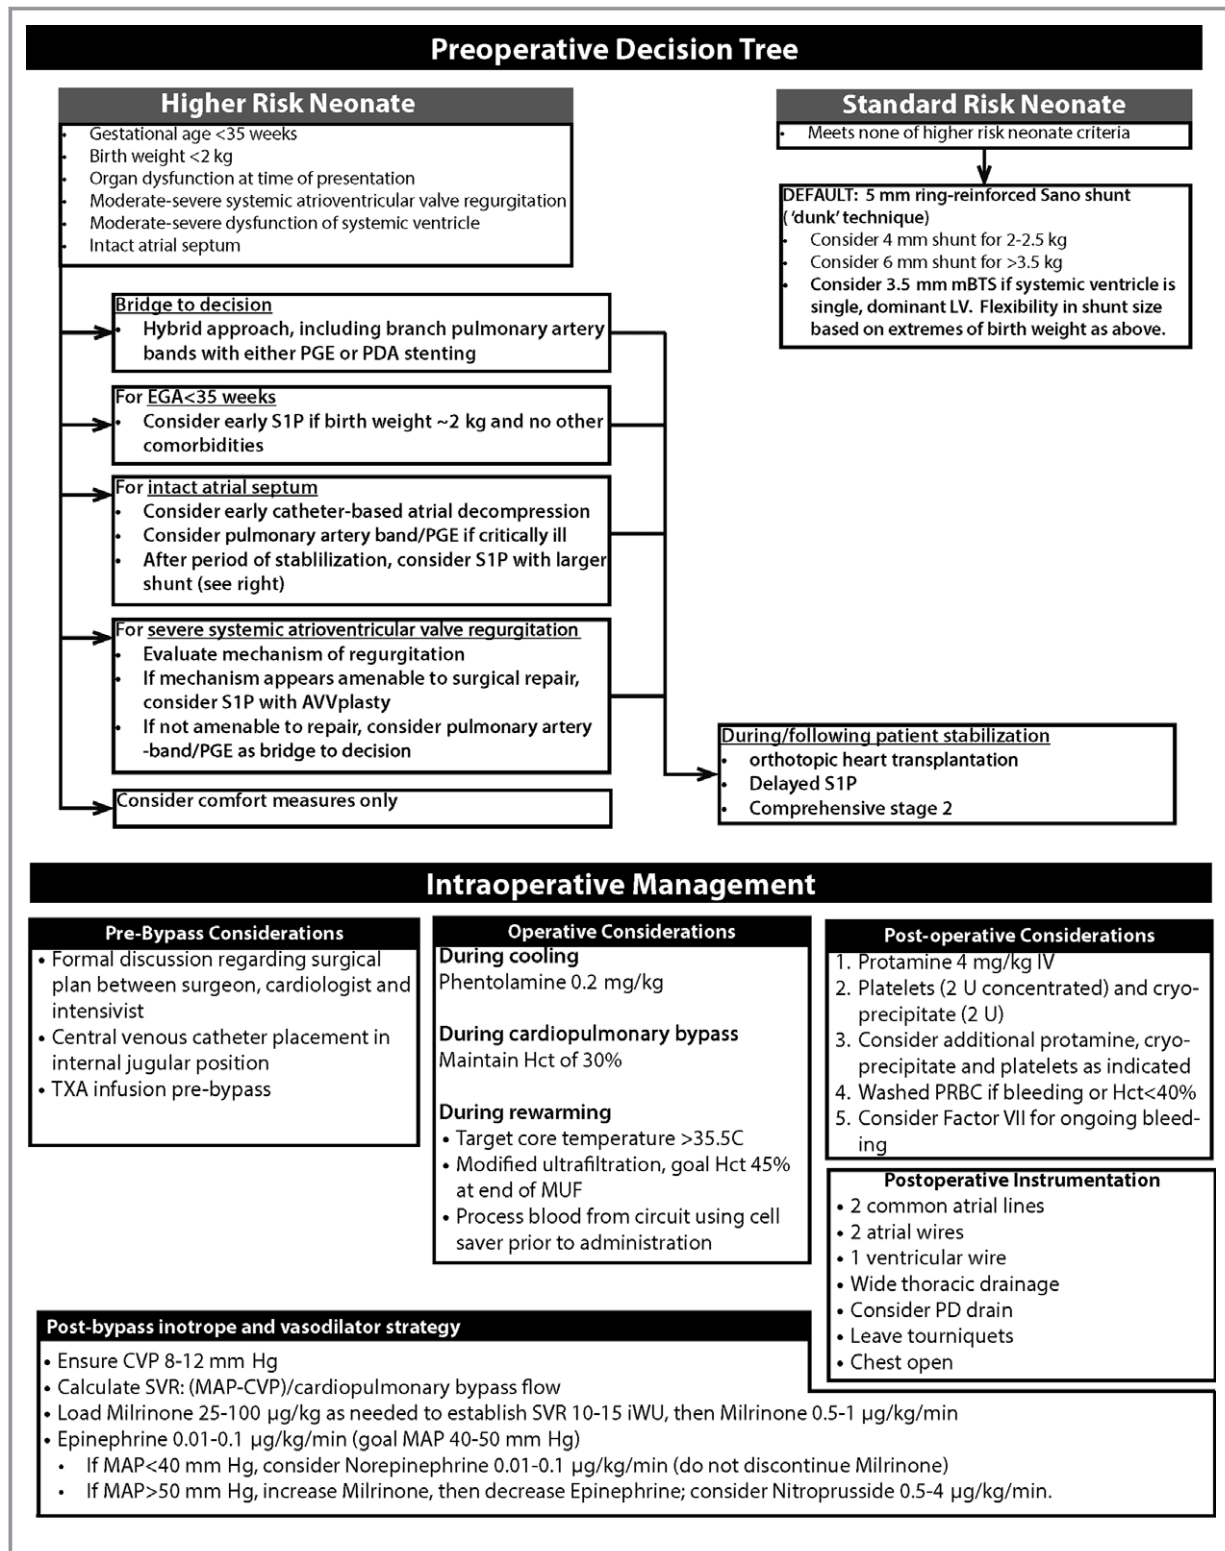 Preoperative Decision Tree
Higher Risk Neonate
• Gestational age <35 weeks
• Birth weight <2 kg
• Organ dysfunction at time of presentation
• Moderate-severe systemic atrioventricular valve regurgitation
• Moderate-severe dysfunction of systemic ventricle
• Intact atrial septum
Standard Risk Neonate
• Meets none of higher risk neonate criteria
DEFAULT: 5 mm ring-reinforced Sano shunt
( ‘dunk’ technique)
• Consider 4 mm shunt for 2-2.5 kg
• Consider 6 mm shunt for >3.5 kg
• Consider 3.5 mm mBTS if systemic ventricle is
single, dominant LV. Flexibility in shunt size
based on extremes of birth weight as above.
Bridge to decision
• Hybrid approach, including branch pulmonary artery
bands with either PGE or PDA stenting
For EGA<35 weeks
• Consider early S1P if birth weight ~2 kg and no other
comorbidities
For intact atrial septum
• Consider early catheter-based atrial decompression
• Consider pulmonary artery band/PGE if critically ill
• After period of stablilization, consider S1P with larger
shunt (see right)
For severe systemic atrioventricular valve regurgitation
• Evaluate mechanism of regurgitation
• If mechanism appears amenable to surgical repair,
consider S1P with AVVplasty
• If not amenable to repair, consider pulmonary artery
-band/PGE as bridge to decision
Consider comfort measures only
During/following patient stabilization
• orthotopic heart transplantation
• Delayed S1P
• Comprehensive stage 2
Intraoperative Management
Pre-Bypass Considerations
• Formal discussion regarding surgical
plan between surgeon, cardiologist and
intensivist
• Central venous catheter placement in
internal jugular position
• TXA infusion pre-bypass
Operative Considerations
During cooling
Phentolamine 0.2 mg/kg
During cardiopulmonary bypass
Maintain Hct of 30%
During rewarming
• Target core temperature >35.5C
• Modified ultrafiltration, goal Hct 45%
at end of MUF
• Process blood from circuit using cell
saver prior to administration
Post-operative Considerations
1. Protamine 4 mg/kg IV
2. Platelets (2 U concentrated) and cryo-
precipitate (2 U)
3. Consider additional protamine, cryo-
precipitate and platelets as indicated
4. Washed PRBC if bleeding or Hct<40%
5. Consider Factor VII for ongoing bleed-
ing
Postoperative Instrumentation
• 2 common atrial lines
• 2 atrial wires
• 1 ventricular wire
• Wide thoracic drainage
• Consider PD drain
• Leave tourniquets
• Chest open
Post-bypass inotrope and vasodilator strategy
• Ensure CVP 8-12 mm Hg
• Calculate SVR: (MAP-CVP)/cardiopulmonary bypass flow
• Load Milrinone 25-100 µg/kg as needed to establish SVR 10-15 iWU, then Milrinone 0.5-1 µg/kg/min
• Epinephrine 0.01-0.1 µg/kg/min (goal MAP 40-50 mm Hg)
• If MAP<40 mm Hg, consider Norepinephrine 0.01-0.1 µg/kg/min (do not discontinue Milrinone)
• If MAP>50 mm Hg, increase Milrinone, then decrease Epinephrine; consider Nitroprusside 0.5-4 µg/kg/min.